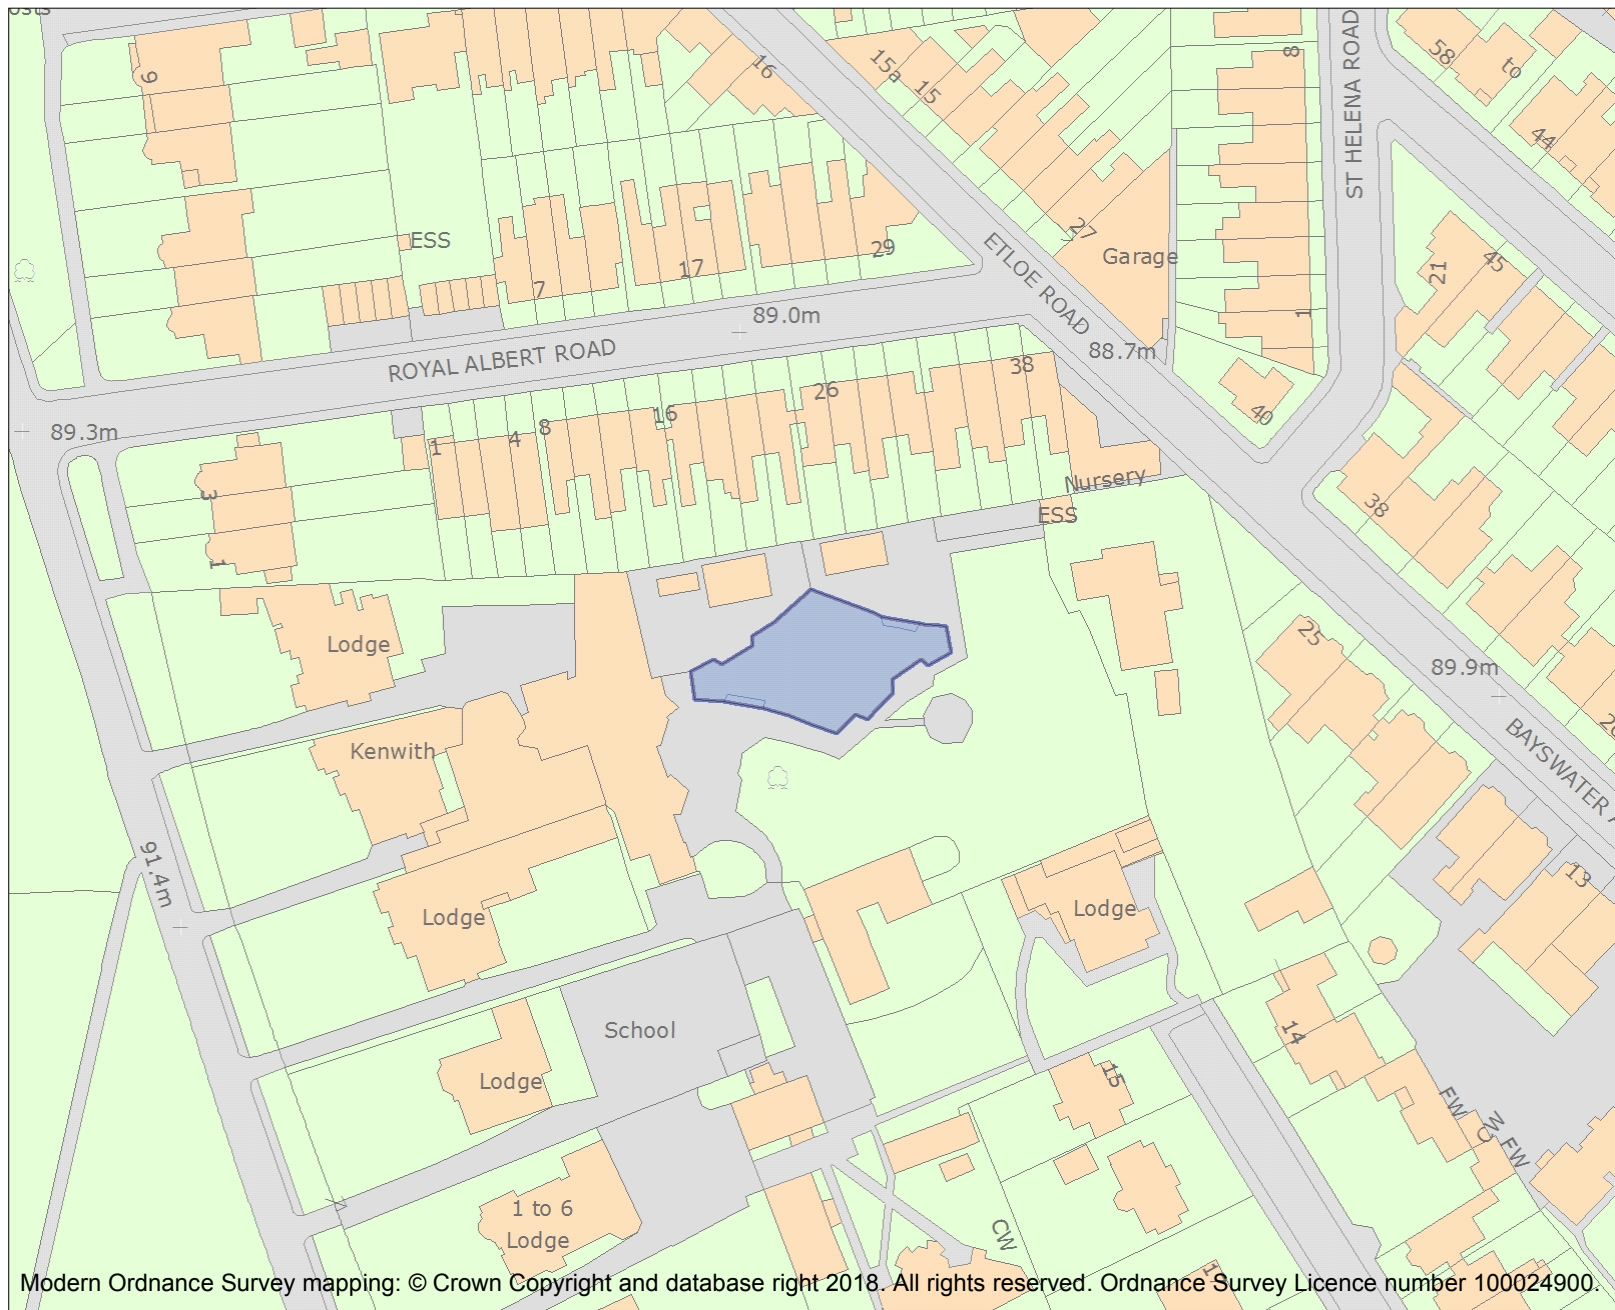 16
15a
15
ST HELENA ROAD
8
58
to
44
9
ESS
7
17
29
27
Garage
ETLOE ROAD
21
45
1
89.0m
88.7m
ROYAL ALBERT ROAD
38
26
16
8
4
1
40
89.3m
3
1
Nursery
ESS
38
25
89.9m
Lodge
Kenwith
BAYSWATER
91.4m
Lodge
Lodge
13
School
14
Lodge
15
FW
FW
1 to 6
Lodge
CW
Modern Ordnance Survey mapping: © Crown Copyright and database right 2018. All rights reserved. Ordnance Survey Licence number 100024900.